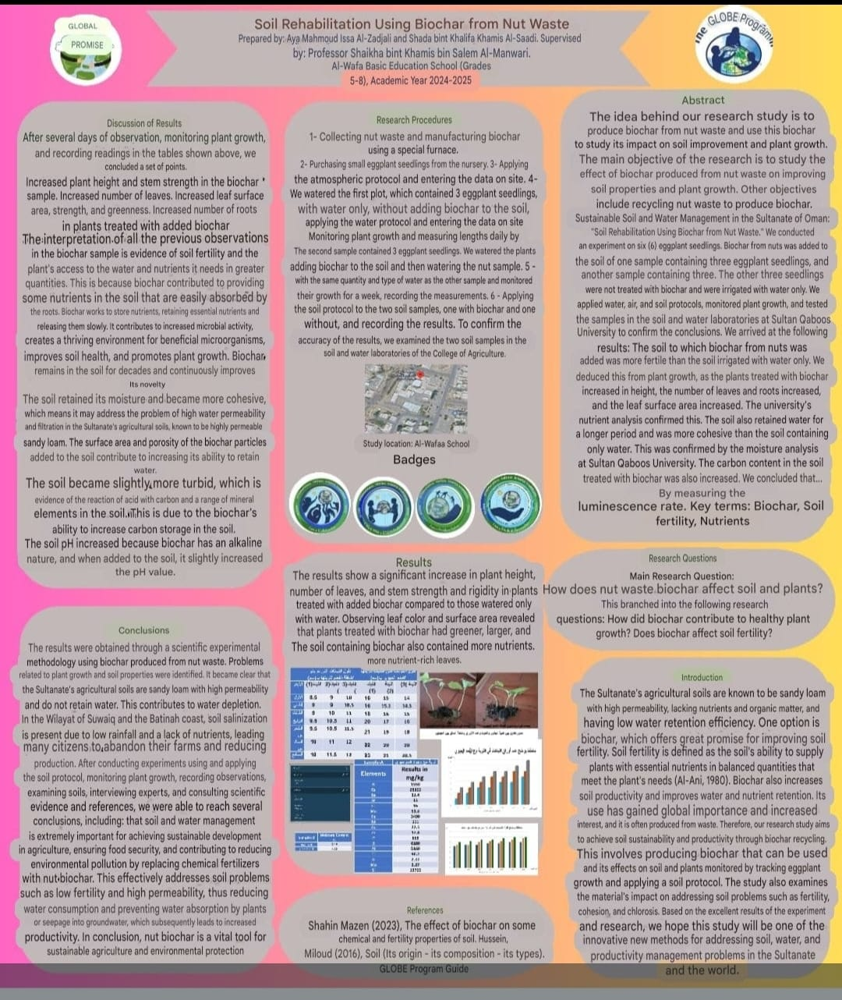 GLOBAL
PROMISE
Soil Rehabilitation Using Biochar from Nut Waste
Prepared by: Aya Mahmoud Issa Al-Zadjali and Shada bint Khalifa Khamis Al-Saadi. Supervised
by: Professor Shaikha bint Khamis bin Salem Al-Manwari.
Al-Wafa Basic Education School (Grades
5-8), Academic Year 2024-2025
The GLOBE Program
Abstract
The idea behind our research study is to
produce biochar from nut waste and use this biochar
to study its impact on soil improvement and plant growth.
The main objective of the research is to study the
effect of biochar produced from nut waste on improving
soil properties and plant growth. Other objectives
include recycling nut waste to produce biochar.
Sustainable Soil and Water Management in the Sultanate of Oman:
"Soil Rehabilitation Using Biochar from Nut Waste." We conducted
an experiment on six (6) eggplant seedlings. Biochar from nuts was added to
the soil of one sample containing three eggplant seedlings, and
another sample containing three. The other three seedlings
were not treated with biochar and were irrigated with water only. We
applied water, air, and soil protocols, monitored plant growth, and tested
the samples in the soil and water laboratories at Sultan Qaboos
University to confirm the conclusions. We arrived at the following
results: The soil to which biochar from nuts was
added was more fertile than the soil irrigated with water only. We
deduced this from plant growth, as the plants treated with biochar
increased in height, the number of leaves and roots increased,
and the leaf surface area increased. The university's
nutrient analysis confirmed this. The soil also retained water for
a longer period and was more cohesive than the soil containing
only water. This was confirmed by the moisture analysis
at Sultan Qaboos University. The carbon content in the soil
treated with biochar was also increased. We concluded that...
By measuring the
luminescence rate. Key terms: Biochar, Soil
fertility, Nutrients
Research Questions
Main Research Question:
How does nut waste biochar affect soil and plants?
This branched into the following research
questions: How did biochar contribute to healthy plant
growth? Does biochar affect soil fertility?
Introduction
The Sultanate's agricultural soils are known to be sandy loam
with high permeability, lacking nutrients and organic matter, and
having low water retention efficiency. One option is
biochar, which offers great promise for improving soil
fertility. Soil fertility is defined as the soil's ability to supply
plants with essential nutrients in balanced quantities that
meet the plant's needs (Al-Ani, 1980). Biochar also increases
soil productivity and improves water and nutrient retention. Its
use has gained global importance and increased
interest, and it is often produced from waste. Therefore, our research study aims
to achieve soil sustainability and productivity through biochar recycling.
This involves producing biochar that can be used
and its effects on soil and plants monitored by tracking eggplant
growth and applying a soil protocol. The study also examines
the material's impact on addressing soil problems such as fertility,
cohesion, and chlorosis. Based on the excellent results of the experiment
and research, we hope this study will be one of the
innovative new methods for addressing soil, water, and
productivity management problems in the Sultanate
and the world.
Research Procedures
1- Collecting nut waste and manufacturing biochar
using a special furnace.
2- Purchasing small eggplant seedlings from the nursery. 3- Applying
the atmospheric protocol and entering the data on site. 4-
We watered the first plot, which contained 3 eggplant seedlings,
with water only, without adding biochar to the soil,
applying the water protocol and entering the data on site
Monitoring plant growth and measuring lengths daily by
The second sample contained 3 eggplant seedlings. We watered the plants
adding biochar to the soil and then watering the nut sample. 5 -
with the same quantity and type of water as the other sample and monitored
their growth for a week, recording the measurements. 6 - Applying
the soil protocol to the two soil samples, one with biochar and one
without, and recording the results. To confirm the
accuracy of the results, we examined the two soil samples in the
soil and water laboratories of the College of Agriculture.
Study location: Al-Wafaa School
Badges
Results
The results show a significant increase in plant height,
number of leaves, and stem strength and rigidity in plants
treated with added biochar compared to those watered only
with water. Observing leaf color and surface area revealed
that plants treated with biochar had greener, larger, and
The soil containing biochar also contained more nutrients.
more nutrient-rich leaves.
Elements
Results in
mg/kg
References
Shahin Mazen (2023), The effect of biochar on some
chemical and fertility properties of soil. Hussein,
Miloud (2016), Soil (Its origin - its composition - its types).
GLOBE Program Guide
Discussion of Results
After several days of observation, monitoring plant growth,
and recording readings in the tables shown above, we
concluded a set of points.
Increased plant height and stem strength in the biochar *
sample. Increased number of leaves. Increased leaf surface
area, strength, and greenness. Increased number of roots
in plants treated with added biochar
The interpretation of all the previous observations
in the biochar sample is evidence of soil fertility and the
plant's access to the water and nutrients it needs in greater
quantities. This is because biochar contributed to providing
some nutrients in the soil that are easily absorbed by
the roots. Biochar works to store nutrients, retaining essential nutrients and
releasing them slowly. It contributes to increased microbial activity,
creates a thriving environment for beneficial microorganisms,
improves soil health, and promotes plant growth. Biochar
remains in the soil for decades and continuously improves
Its novelty
The soil retained its moisture and became more cohesive,
which means it may address the problem of high water permeability
and filtration in the Sultanate's agricultural soils, known to be highly permeable
sandy loam. The surface area and porosity of the biochar particles
added to the soil contribute to increasing its ability to retain
water.
The soil became slightly more turbid, which is
evidence of the reaction of acid with carbon and a range of mineral
elements in the soil. This is due to the biochar's
ability to increase carbon storage in the soil.
The soil pH increased because biochar has an alkaline
nature, and when added to the soil, it slightly increased
the pH value.
Conclusions
The results were obtained through a scientific experimental
methodology using biochar produced from nut waste. Problems
related to plant growth and soil properties were identified. It became clear that
the Sultanate's agricultural soils are sandy loam with high permeability
and do not retain water. This contributes to water depletion.
In the Wilayat of Suwaiq and the Batinah coast, soil salinization
is present due to low rainfall and a lack of nutrients, leading
many citizens to abandon their farms and reducing
production. After conducting experiments using and applying
the soil protocol, monitoring plant growth, recording observations,
examining soils, interviewing experts, and consulting scientific
evidence and references, we were able to reach several
conclusions, including: that soil and water management
is extremely important for achieving sustainable development
in agriculture, ensuring food security, and contributing to reducing
environmental pollution by replacing chemical fertilizers
with nut biochar. This effectively addresses soil problems
such as low fertility and high permeability, thus reducing
water consumption and preventing water absorption by plants
or seepage into groundwater, which subsequently leads to increased
productivity. In conclusion, nut biochar is a vital tool for
sustainable agriculture and environmental protection